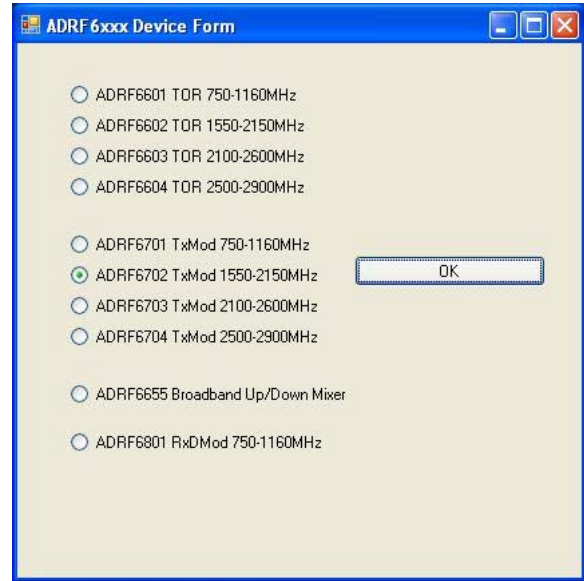 ADRF6xxx Device Form
ADRF6601 TOR 750-1160MHz
ADRF6602 TOR 1550-2150MHz
ADRF6603 TOR 2100-2600MHz
ADRF6604 TOR 2500-2900MHz
ADRF6701 TxMod 750-1160MHz
ADRF6702 TxMod 1550-2150MHz
OK
ADRF6703 TxMod 2100-2600MHz
ADRF6704 TxMod 2500-2900MHz
ADRF6655 Broadband Up/Down Mixer
ADRF6801 RxDMod 750-1160MHz